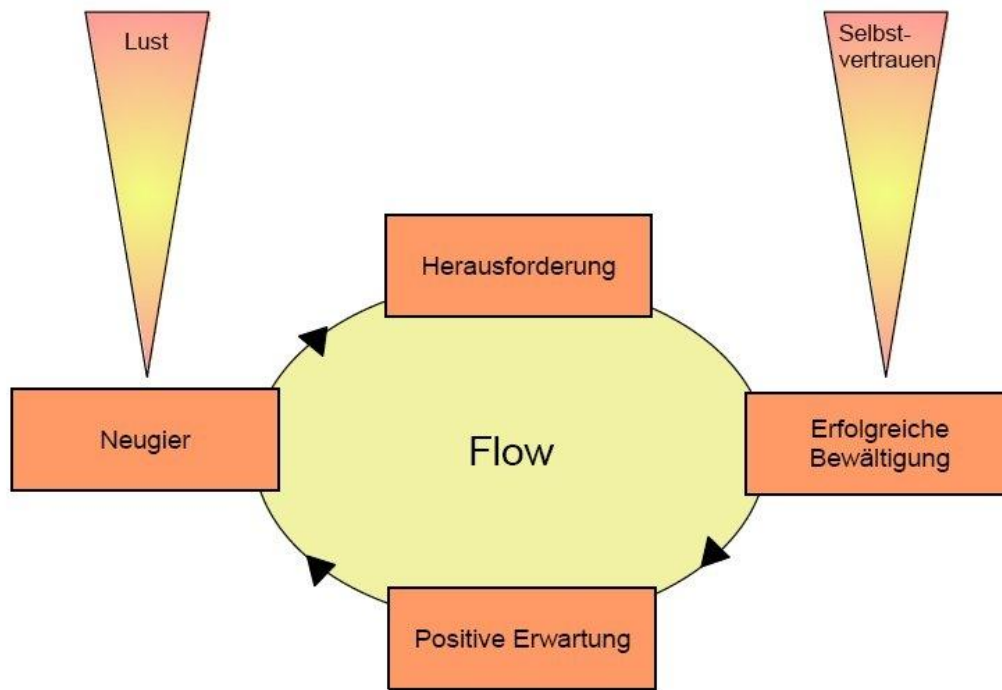 Lust
Selbst-
vertrauen
Herausforderung
Neugier
Flow
Erfolgreiche
Bewältigung
Positive Erwartung